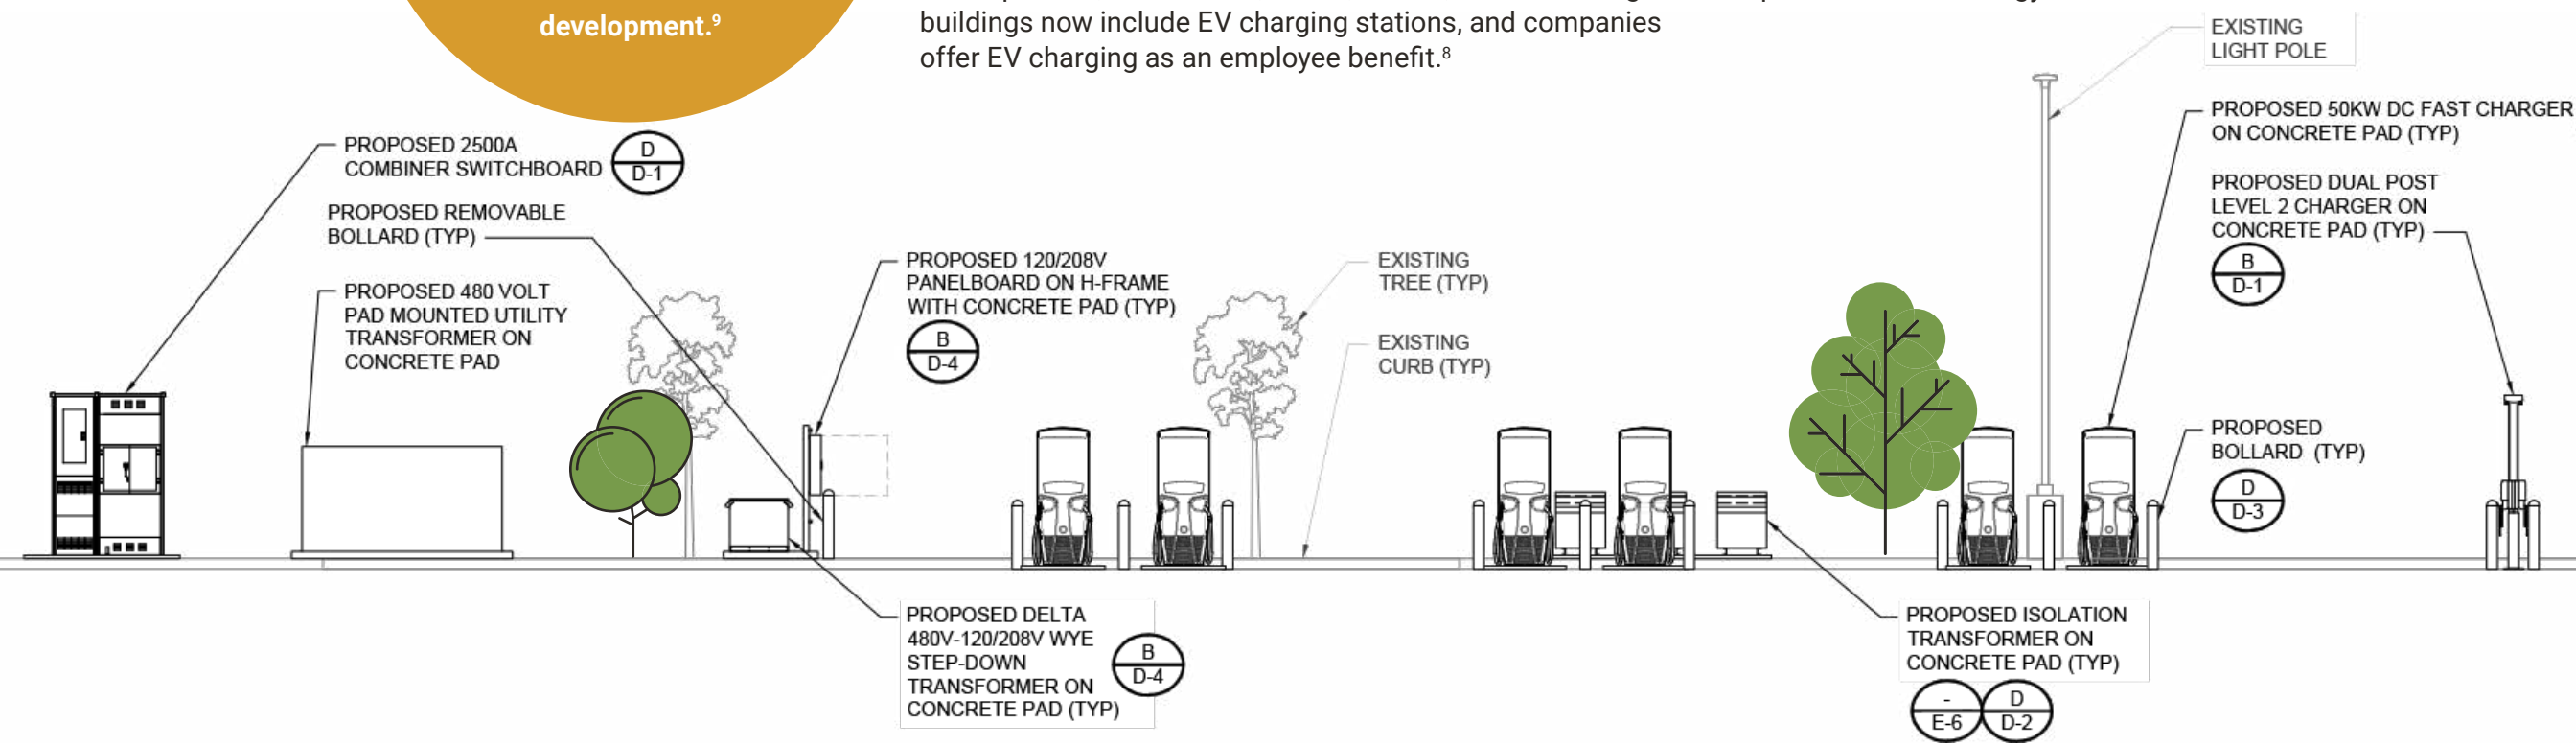 development.9
buildings now include EV charging stations, and companies
offer EV charging as an employee benefit.8
EXISTING
LIGHT POLE
PROPOSED 50KW DC FAST CHARGER
ON CONCRETE PAD (TYP)
PROPOSED 2500A
COMBINER SWITCHBOARD
D
D-1
PROPOSED DUAL POST
LEVEL 2 CHARGER ON
CONCRETE PAD (TYP)
B
D-1
PROPOSED REMOVABLE
BOLLARD (TYP)
PROPOSED 120/208V
PANELBOARD ON H-FRAME
WITH CONCRETE PAD (TYP)
B
D-4
EXISTING
TREE (TYP)
PROPOSED 480 VOLT
PAD MOUNTED UTILITY
TRANSFORMER ON
CONCRETE PAD
EXISTING
CURB (TYP)
PROPOSED
BOLLARD (TYP)
D
D-3
PROPOSED DELTA
480V-120/208V WYE
STEP-DOWN
TRANSFORMER ON
CONCRETE PAD (TYP)
B
D-4
PROPOSED ISOLATION
TRANSFORMER ON
CONCRETE PAD (TYP)
-
E-6
D
D-2